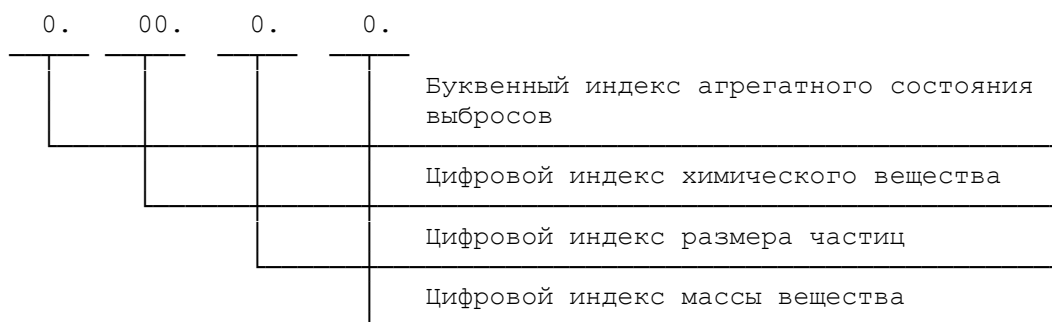 0. 00. 0. 0.
Буквенный индекс агрегатного состояния
выбросов
Цифровой индекс химического вещества
Цифровой индекс размера частиц
Цифровой индекс массы вещества